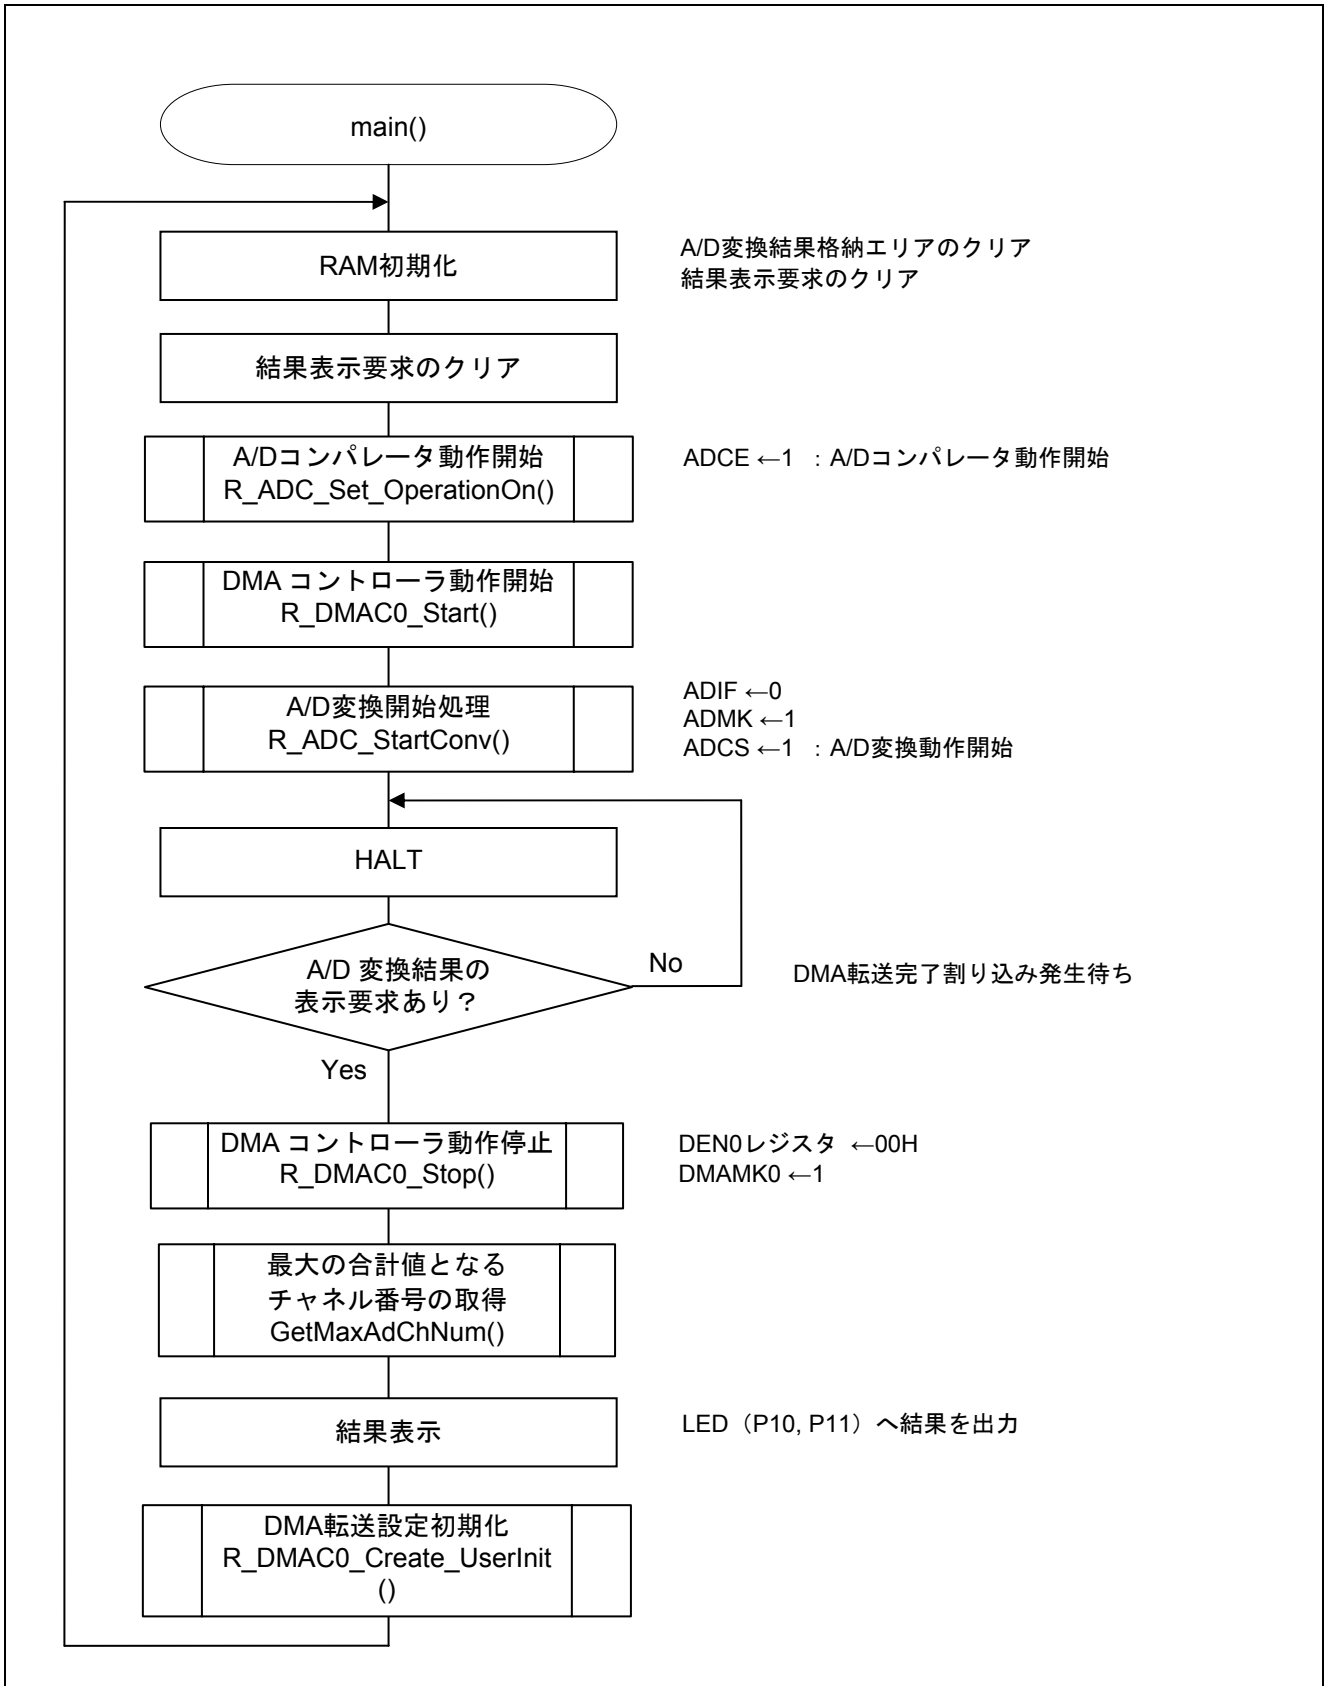 main()
RAM初期化
A/D変換結果格納エリアのクリア
結果表示要求のクリア
結果表示要求のクリア
A/Dコンパレータ動作開始
R_ADC_Set_OperationOn()
ADCE ←1 : A/Dコンパレータ動作開始
DMA コントローラ動作開始
R_DMAC0_Start()
A/D変換開始処理
R_ADC_StartConv()
ADIF ←0
ADMK ←1
ADCS ←1 : A/D変換動作開始
HALT
A/D 変換結果の
表示要求あり？
No
DMA転送完了割り込み発生待ち
Yes
DMA コントローラ動作停止
R_DMAC0_Stop()
DEN0レジスタ ←00H
DMAMK0 ←1
最大の合計値となる
チャネル番号の取得
GetMaxAdChNum()
結果表示
LED（P10, P11）へ結果を出力
DMA転送設定初期化
R_DMAC0_Create_UserInit
()